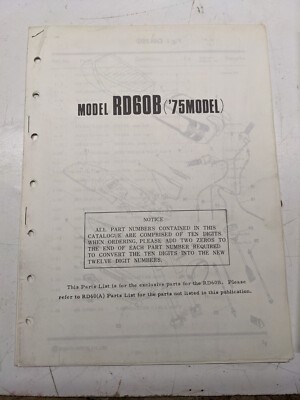 MODEL RD60B ('75MODEL)
NOTICE
ALL PART NUMBERS CONTAINED IN THIS
CATALOGUE ARE COMPOSED OF TEN DIGITS.
WHEN ORDERING, PLEASE ADD TWO ZEROS TO
THE END OF EACH PART NUMBER REQUIRED
TO CONVERT THE TEN DIGITS INTO THE NEW
TWELVE DIGIT NUMBERS.
This Parts List is for the exclusive parts for the RD60B. Please
refer to RD60(A) Parts List for the parts not listed in this publication.